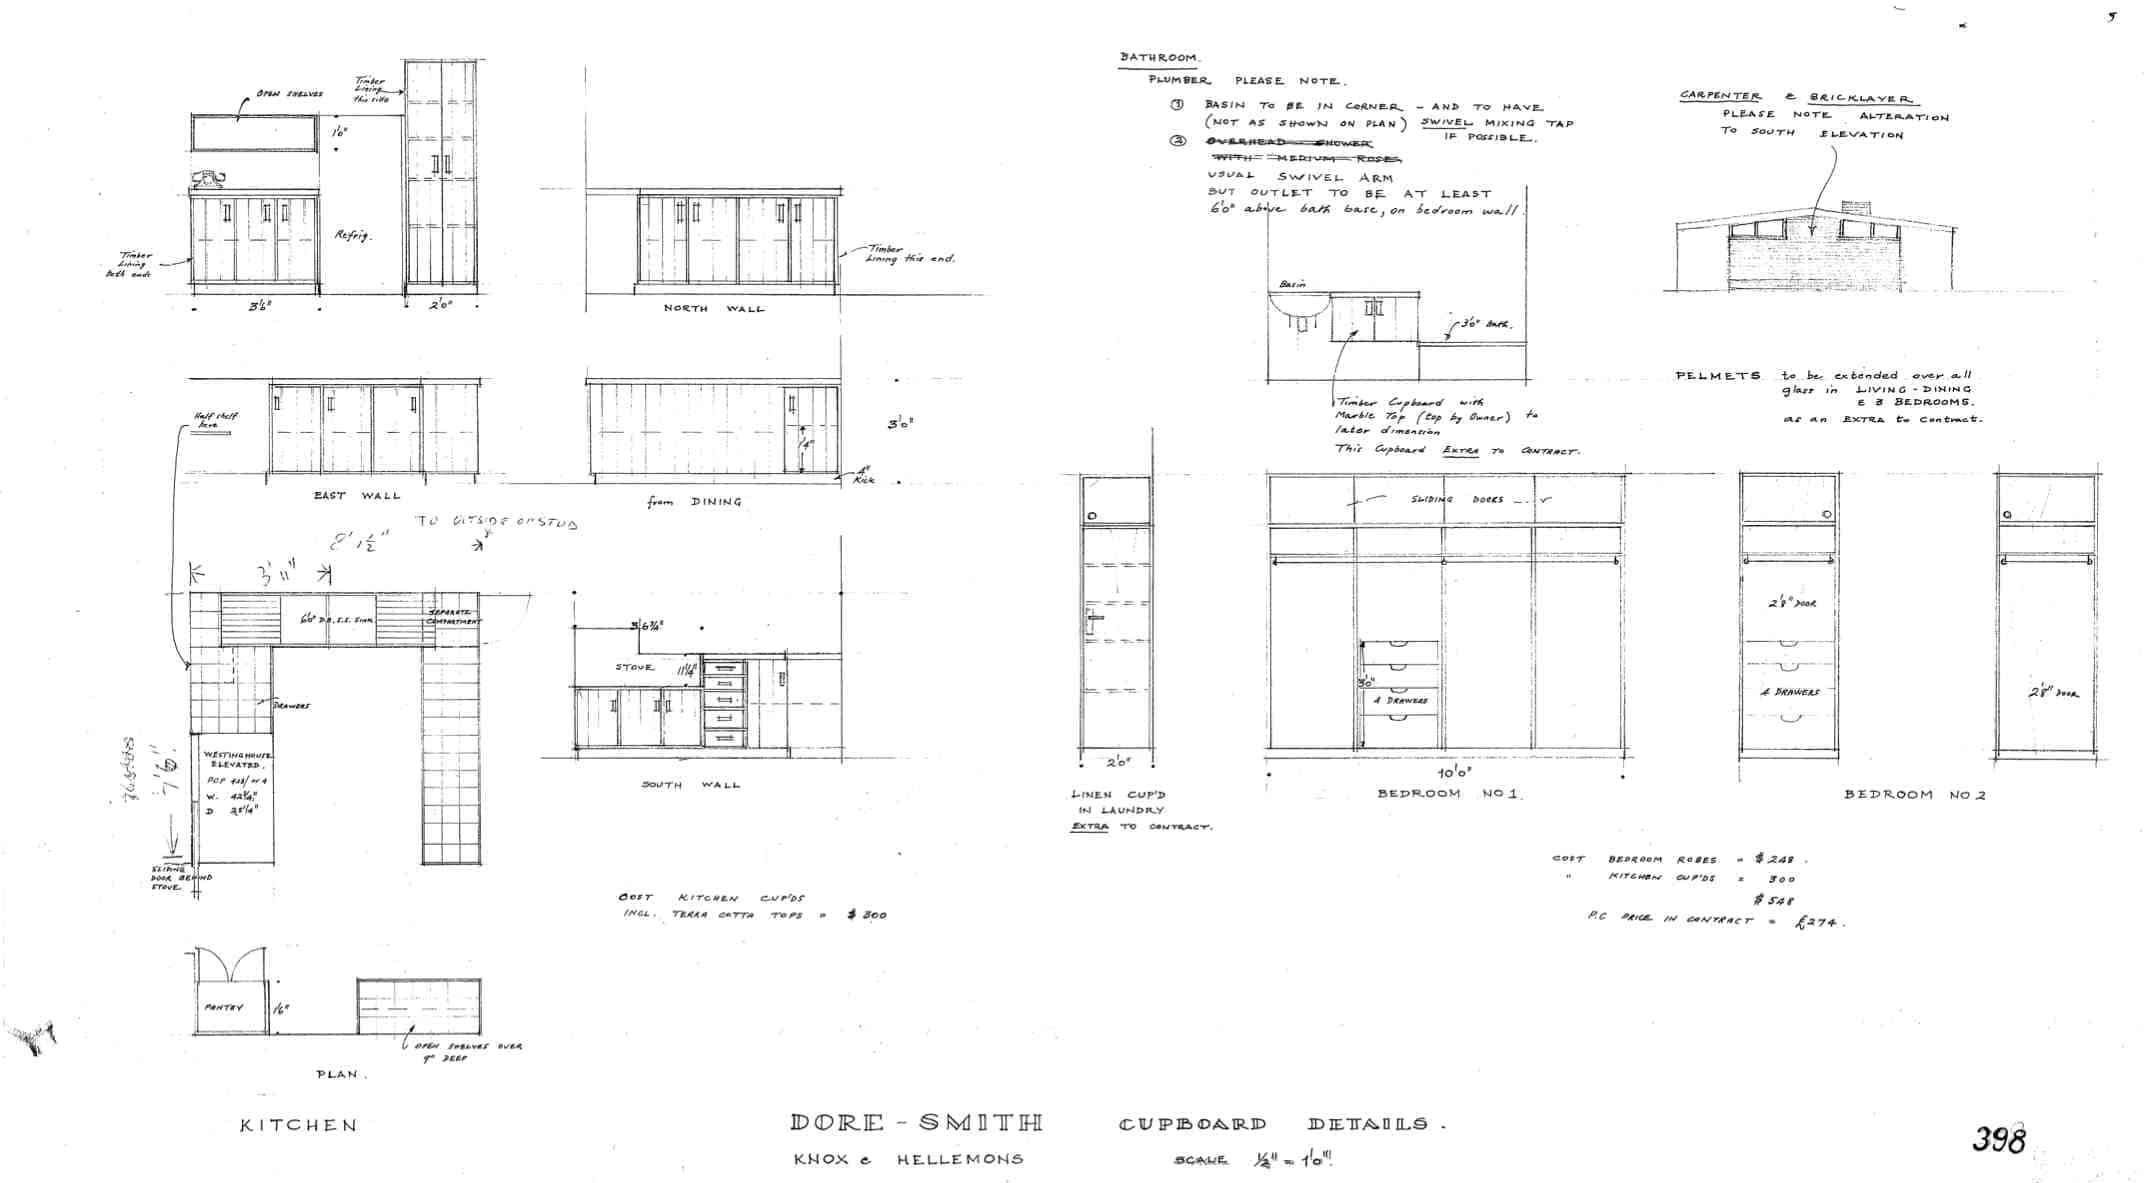 OPEN SHELVES
Timber
Lining
this side
1'0"
Refrig.
Timber
Lining
both ends
3'6"
2'0"
NORTH WALL
Timber
Lining this end.
Half shelf
here
EAST WALL
from DINING
1'4"
4"
Kick
3'0"
TO OUTSIDE OF STUD
8' 1½"
3' 11"
6'0" D.B. S.S. SINK
SEPARATE
COMPARTMENT
DRAWERS
WESTINGHOUSE
ELEVATED.
W. 42¾"
D 25¼"
7'6"
SLIDING
DOOR BEHIND
STOVE
3' 6¾"
STOVE
11¼"
SOUTH WALL
COST KITCHEN CUP'DS
INCL. TERRA COTTA TOPS = $300
PANTRY
1'6"
OPEN SHELVES OVER
9" DEEP
PLAN.
KITCHEN
BATHROOM.
PLUMBER PLEASE NOTE.
① BASIN TO BE IN CORNER - AND TO HAVE
(NOT AS SHOWN ON PLAN) SWIVEL MIXING TAP
IF POSSIBLE.
② OVERHEAD SHOWER
WITH MEDIUM ROSE,
USUAL SWIVEL ARM
BUT OUTLET TO BE AT LEAST
6'0" above bath base, on bedroom wall.
Basin
3'0" Bath.
Timber Cupboard with
Marble Top (top by Owner) to
later dimension
This Cupboard EXTRA TO CONTRACT.
CARPENTER & BRICKLAYER
PLEASE NOTE ALTERATION
TO SOUTH ELEVATION
PELMETS to be extended over all
glass in LIVING - DINING
& 3 BEDROOMS.
as an EXTRA to Contract.
2'0"
LINEN CUP'D
IN LAUNDRY
EXTRA TO CONTRACT.
SLIDING DOORS
3'0"
4 DRAWERS
10'0"
BEDROOM NO 1.
2'8" DOOR
4 DRAWERS
2'8" DOOR
BEDROOM NO 2
COST BEDROOM ROBES = $248.
" KITCHEN CUP'DS = 300
$548
P.C PRICE IN CONTRACT = £274.
DORE-SMITH CUPBOARD DETAILS.
KNOX & HELLEMONS SCALE ½" = 1'0"
398